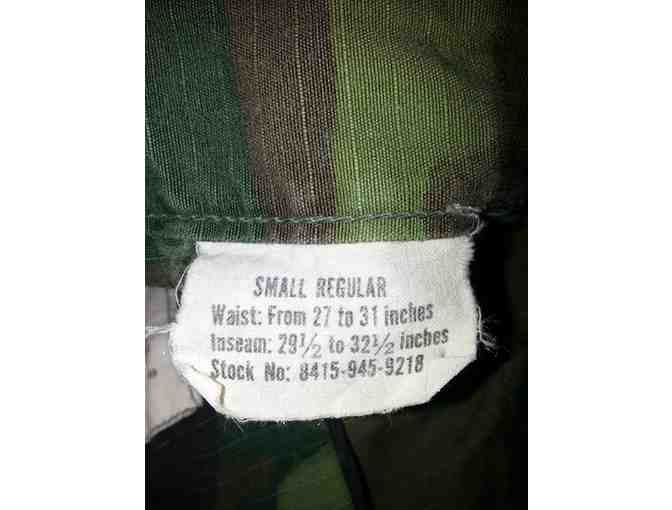 SMALL REGULAR
Waist: From 27 to 31 inches
Inseam: 29½ to 32½ inches
Stock No: 8415-945-9218